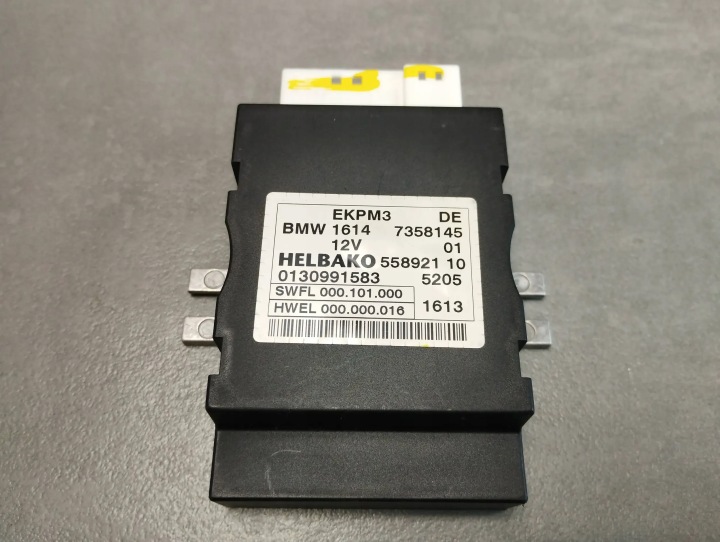 EKPM3 DE
BMW 1614 7358145
12V 01
HELBAKO 558921 10
0130991583 5205
SWFL 000.101.000
HWEL 000.000.016 1613